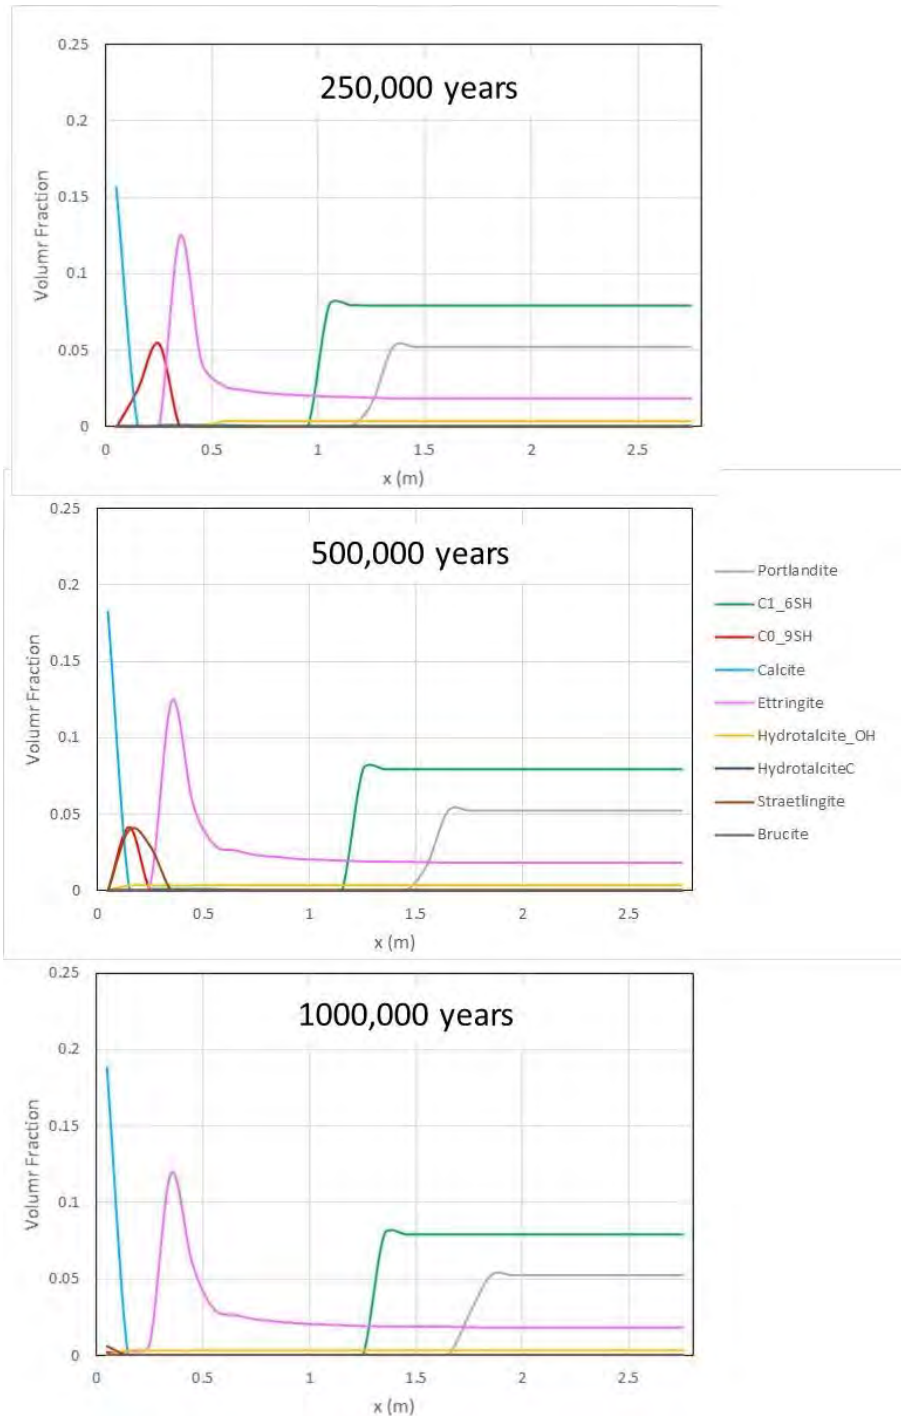 250,000 years
0.25
0.2
0.15
0.1
0.05
0
Volumr Fraction
0 0.5 1 1.5 2 2.5
x (m)
500,000 years
0.25
0.2
0.15
0.1
0.05
0
Volumr Fraction
0 0.5 1 1.5 2 2.5
x (m)
Portlandite
C1_6SH
C0_9SH
Calcite
Ettringite
Hydrotalcite_OH
HydrotalciteC
Straetlingite
Brucite
1000,000 years
0.25
0.2
0.15
0.1
0.05
0
Volumr Fraction
0 0.5 1 1.5 2 2.5
x (m)